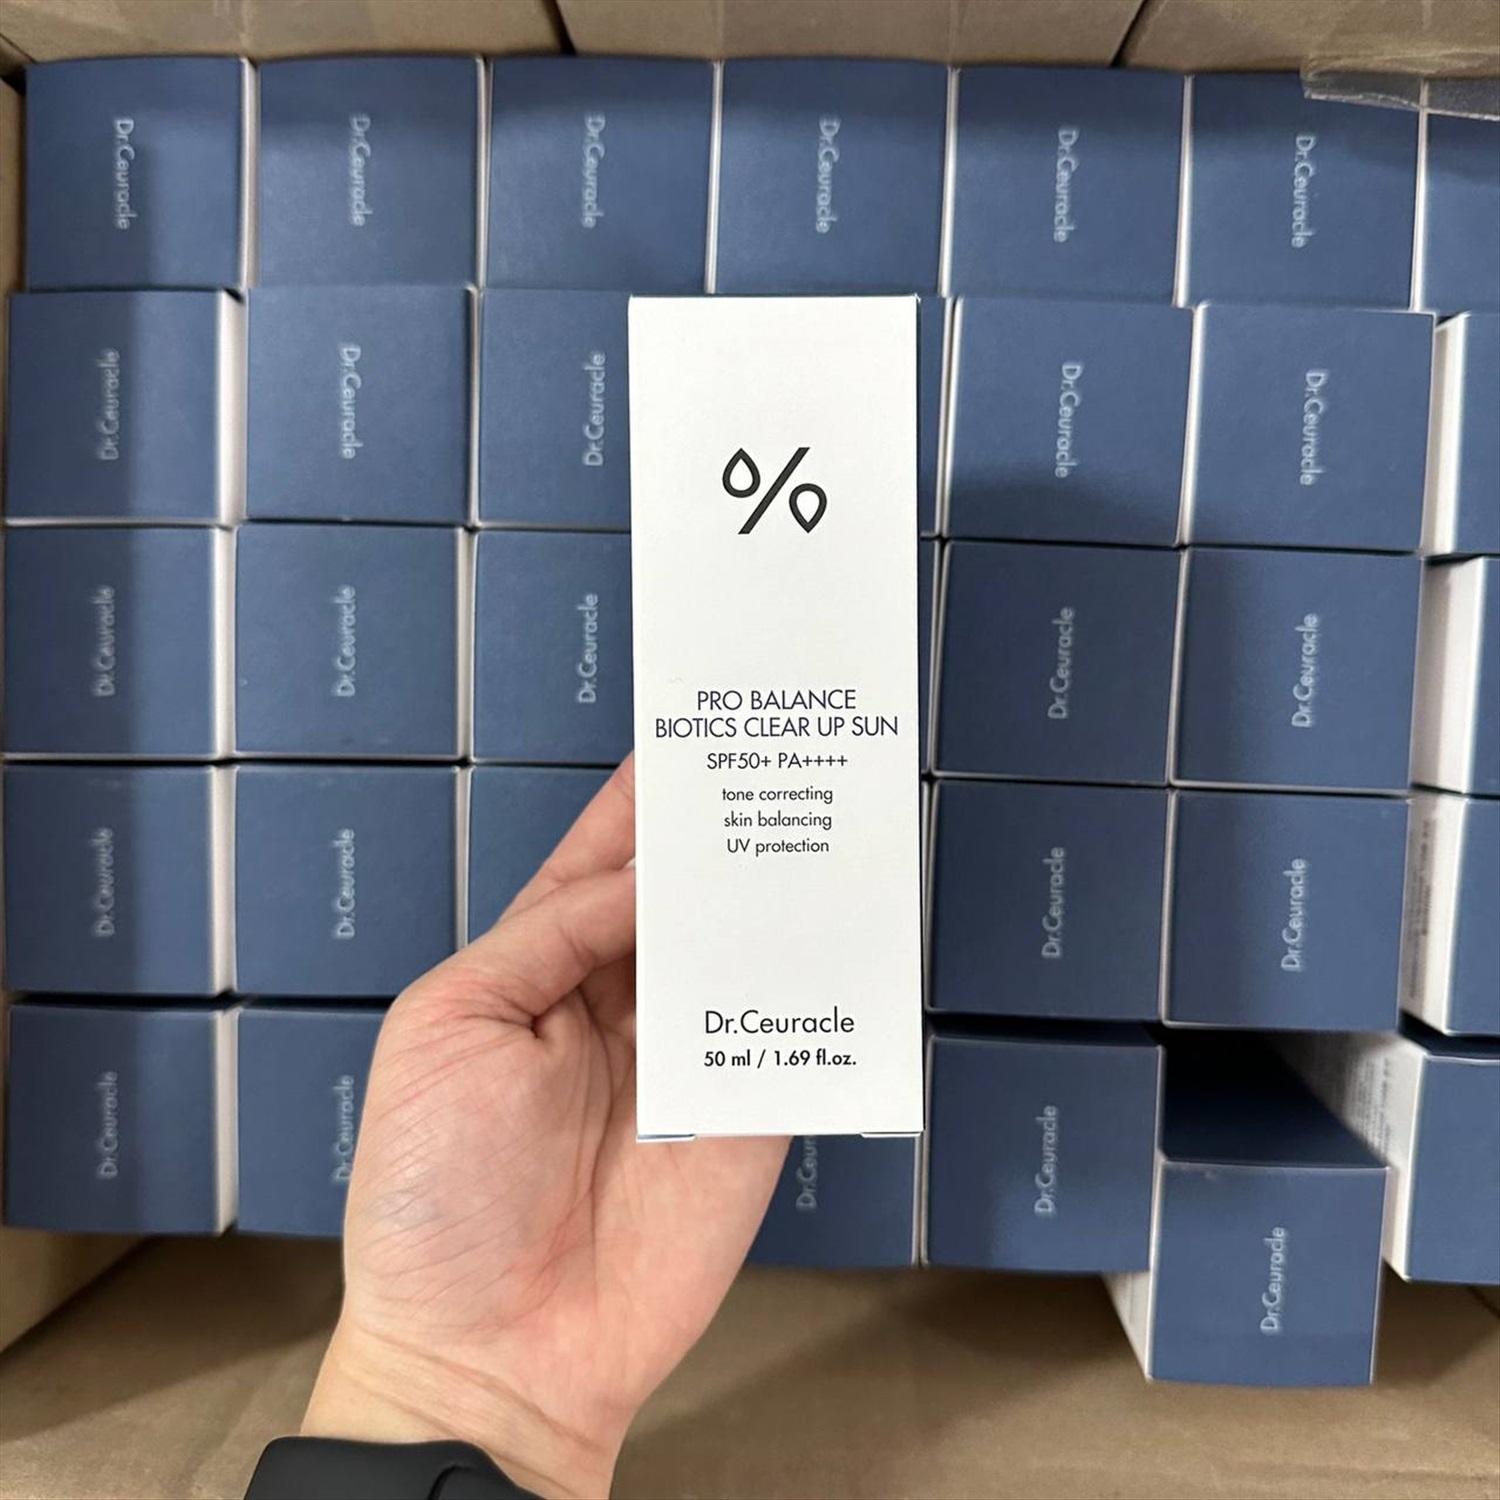 Dr.Ceuracle
Dr.Ceuracle
Dr.Ceuracle
Dr.Ceuracle
Dr.Ceuracle
Dr.Ceuracle
Dr.Ceuracle
Dr.Ceuracle
Dr.Ceuracle
Dr.Ceuracle
Dr.Ceuracle
%
PRO BALANCE
BIOTICS CLEAR UP SUN
SPF50+ PA++++
tone correcting
skin balancing
UV protection
Dr.Ceuracle
50 ml / 1.69 fl.oz.
Dr.Ceuracle
Dr.Ceuracle
Dr.Ceuracle
Dr.Ceuracle
Dr.Ceuracle
Dr.Ceuracle
Dr.Ceuracle
Dr.Ceuracle
Dr.Ceuracle
Dr.Ceuracle
Dr.Ceuracle
Dr.Ceur
Dr.Ceuracle
Dr.Ceuracle